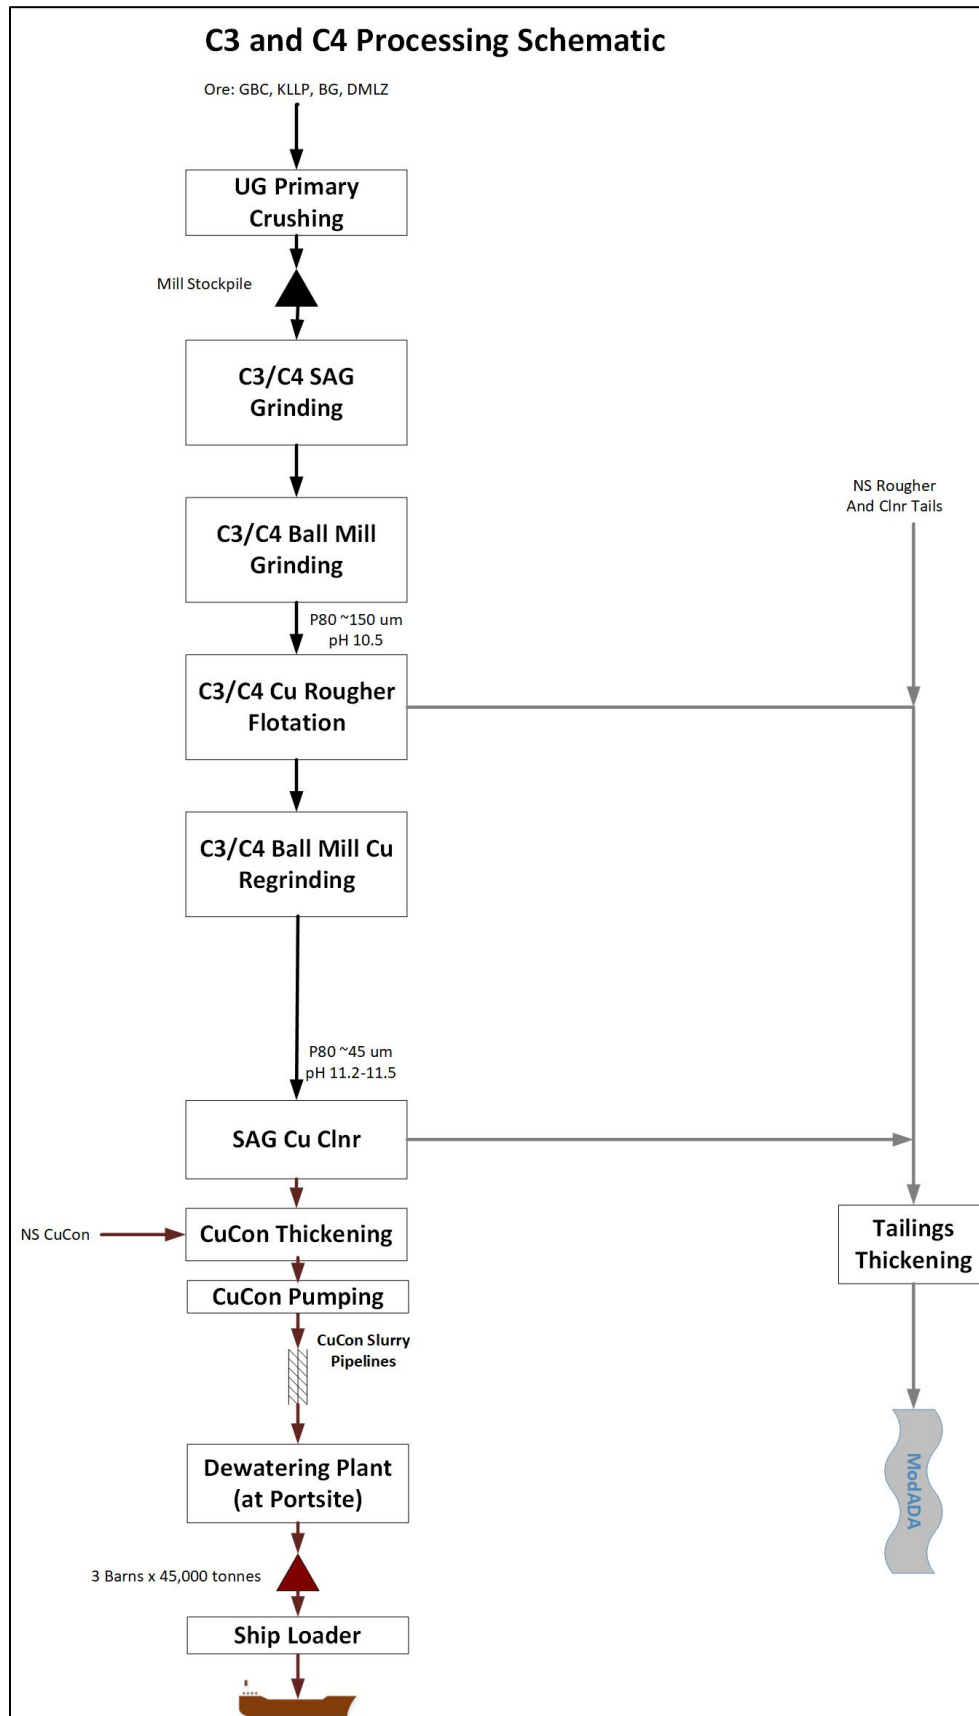 C3 and C4 Processing Schematic
Ore: GBC, KLLP, BG, DMLZ
UG Primary
Crushing
Mill Stockpile
C3/C4 SAG
Grinding
NS Rougher
And Clnr Tails
C3/C4 Ball Mill
Grinding
P80 ~150 um
pH 10.5
C3/C4 Cu Rougher
Flotation
C3/C4 Ball Mill Cu
Regrinding
P80 ~45 um
pH 11.2-11.5
SAG Cu Clnr
NS CuCon
CuCon Thickening
Tailings
Thickening
CuCon Pumping
CuCon Slurry
Pipelines
Dewatering Plant
(at Portsite)
ModADA
3 Barns x 45,000 tonnes
Ship Loader